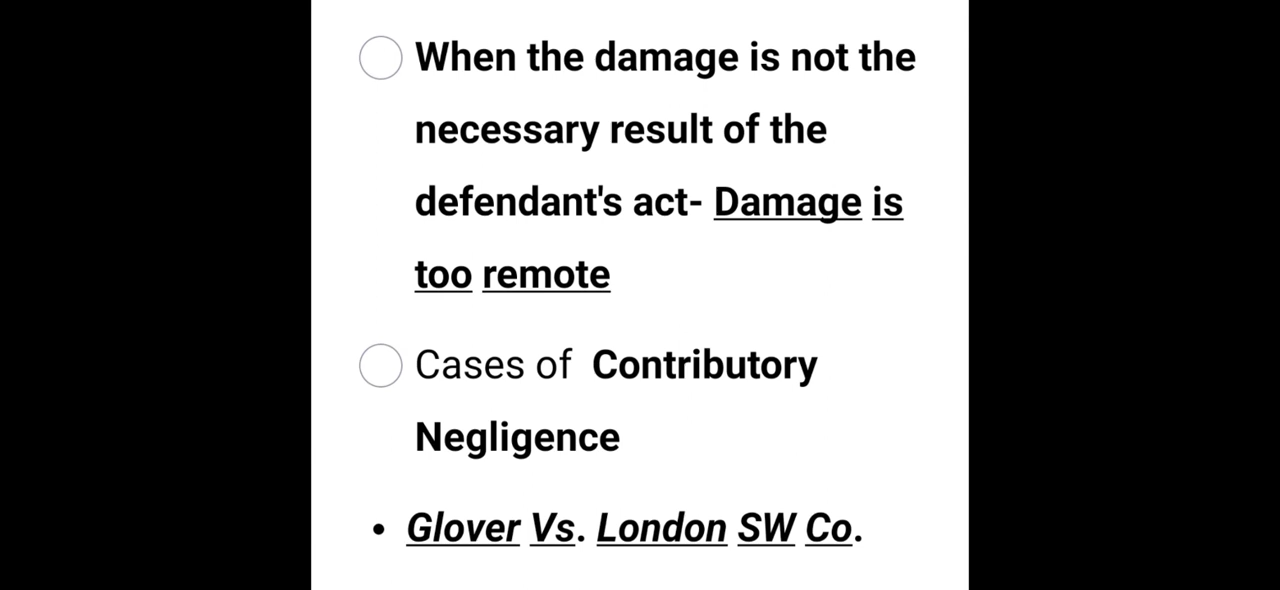 When the damage is not the
necessary result of the
defendant's act- Damage is
too remote
Cases of Contributory
Negligence
• Glover Vs. London SW Co.